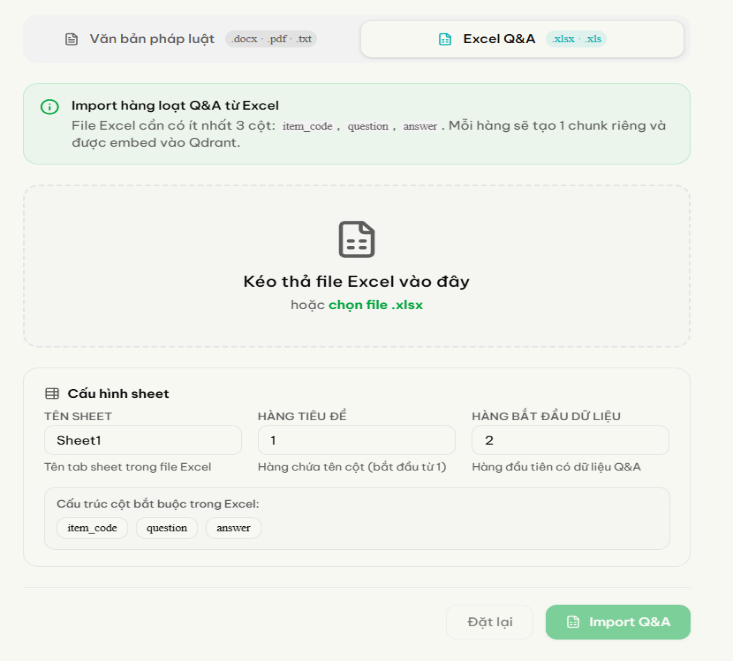 Văn bản pháp luật .docx · .pdf · .txt
Excel Q&A .xlsx · .xls
Import hàng loạt Q&A từ Excel
File Excel cần có ít nhất 3 cột: item_code , question , answer . Mỗi hàng sẽ tạo 1 chunk riêng và
được embed vào Qdrant.
Kéo thả file Excel vào đây
hoặc chọn file .xlsx
Cấu hình sheet
TÊN SHEET
HÀNG TIÊU ĐỀ
HÀNG BẮT ĐẦU DỮ LIỆU
Sheet1
1
2
Tên tab sheet trong file Excel
Hàng chứa tên cột (bắt đầu từ 1)
Hàng đầu tiên có dữ liệu Q&A
Cấu trúc cột bắt buộc trong Excel:
item_code
question
answer
Đặt lại
Import Q&A